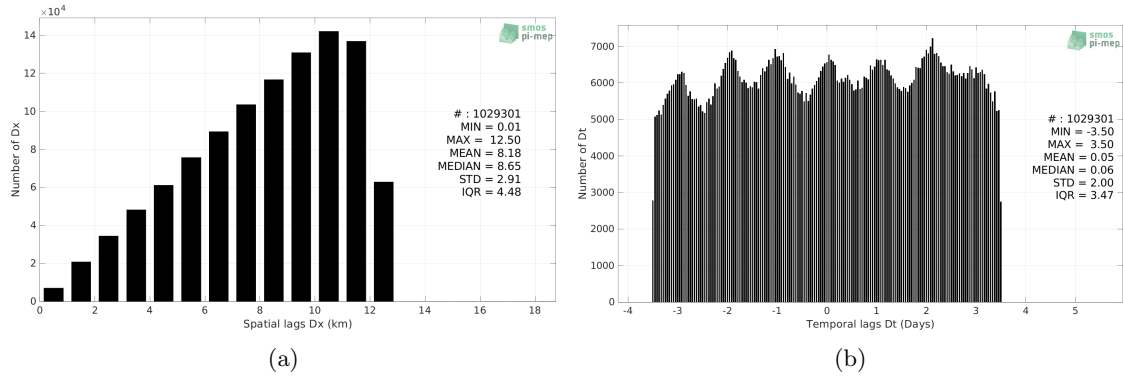 ×10⁴
14
12
10
8
6
4
2
0
Number of Dx
0 2 4 6 8 10 12 14 16 18
Spatial lags Dx (km)
smos
pi-mep
# : 1029301
MIN = 0.01
MAX = 12.50
MEAN = 8.18
MEDIAN = 8.65
STD = 2.91
IQR = 4.48
(a)
7000
6000
5000
4000
3000
2000
1000
0
Number of Dt
-4 -3 -2 -1 0 1 2 3 4 5
Temporal lags Dt (Days)
smos
pi-mep
# : 1029301
MIN = -3.50
MAX = 3.50
MEAN = 0.05
MEDIAN = 0.06
STD = 2.00
IQR = 3.47
(b)